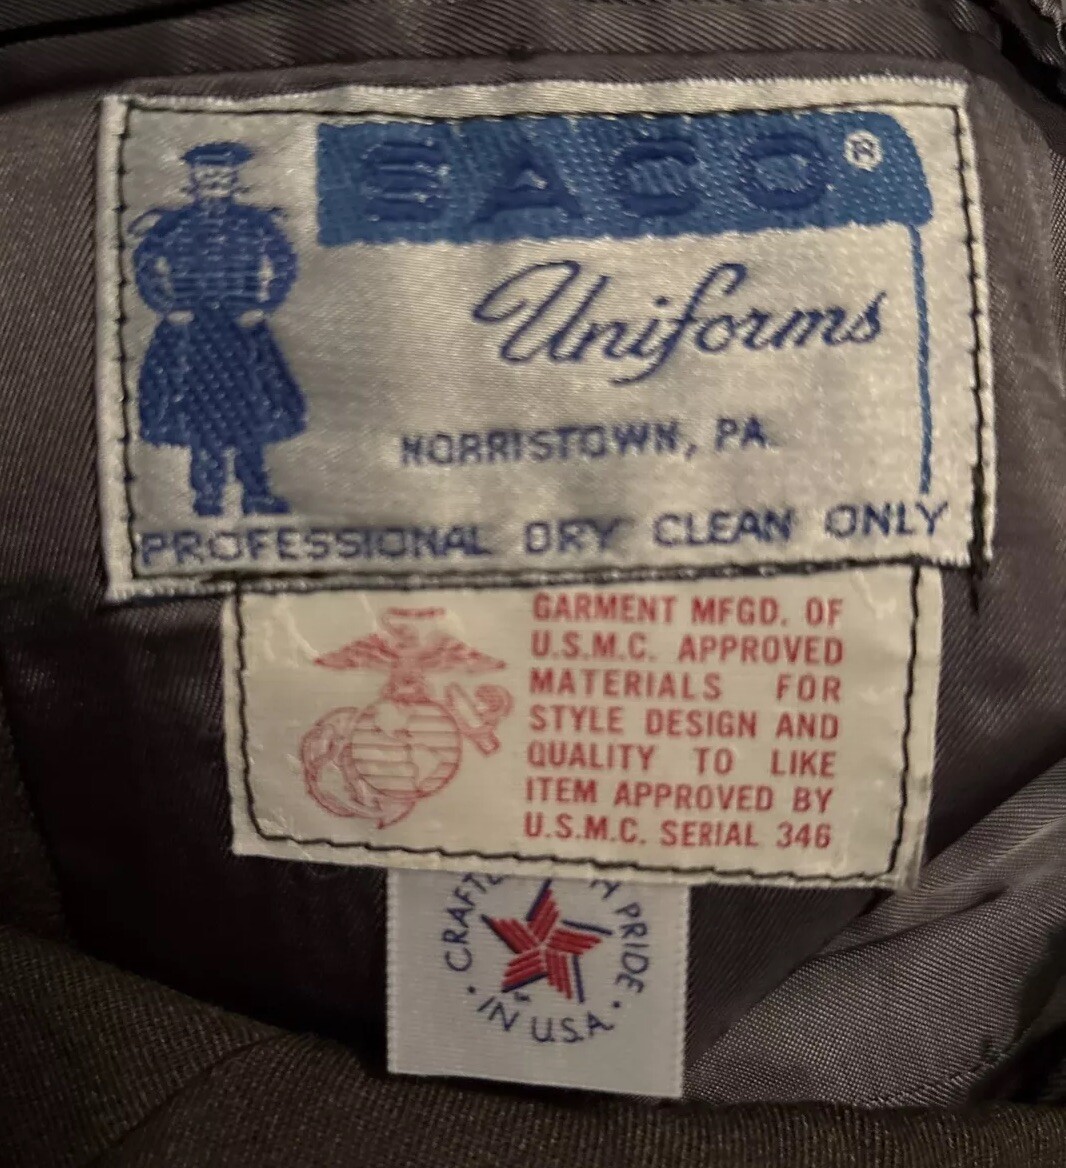 SACO®
Uniforms
NORRISTOWN, PA.
PROFESSIONAL DRY CLEAN ONLY
GARMENT MFGD. OF
U.S.M.C. APPROVED
MATERIALS FOR
STYLE DESIGN AND
QUALITY TO LIKE
ITEM APPROVED BY
U.S.M.C. SERIAL 346
PRIDE
· IN U.S.A. ·